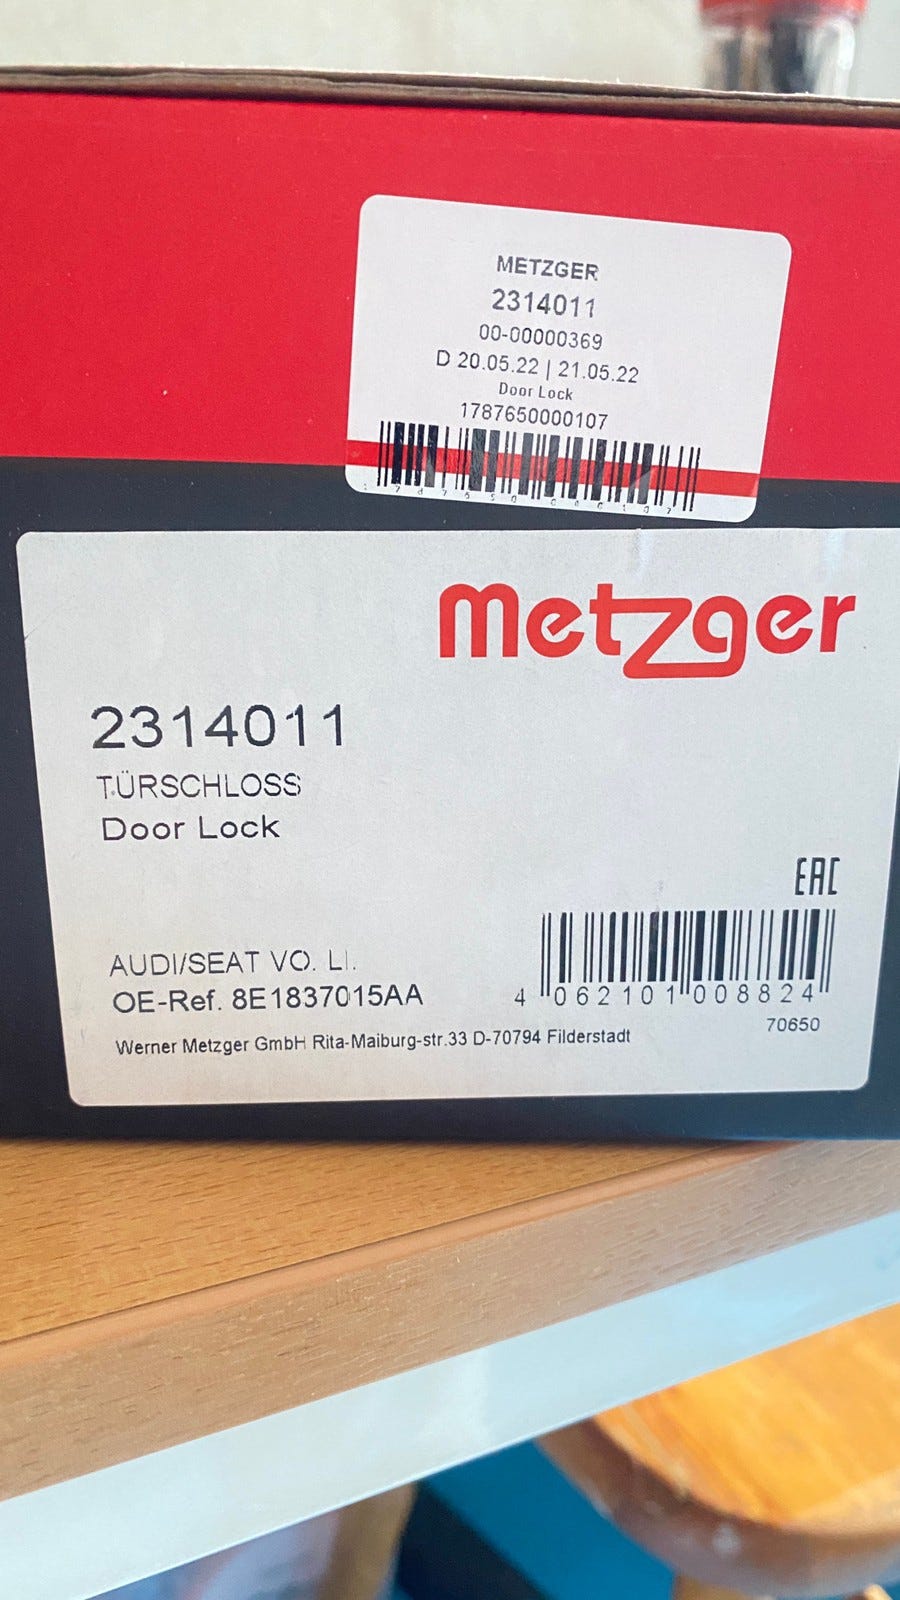 METZGER
2314011
00-00000369
D 20.05.22 | 21.05.22
Door Lock
1787650000107
metzger
2314011
TÜRSCHLOSS
Door Lock
EAC
AUDI/SEAT VO. LI.
OE-Ref. 8E1837015AA
4 062101 008824
70650
Werner Metzger GmbH Rita-Maiburg-str.33 D-70794 Filderstadt